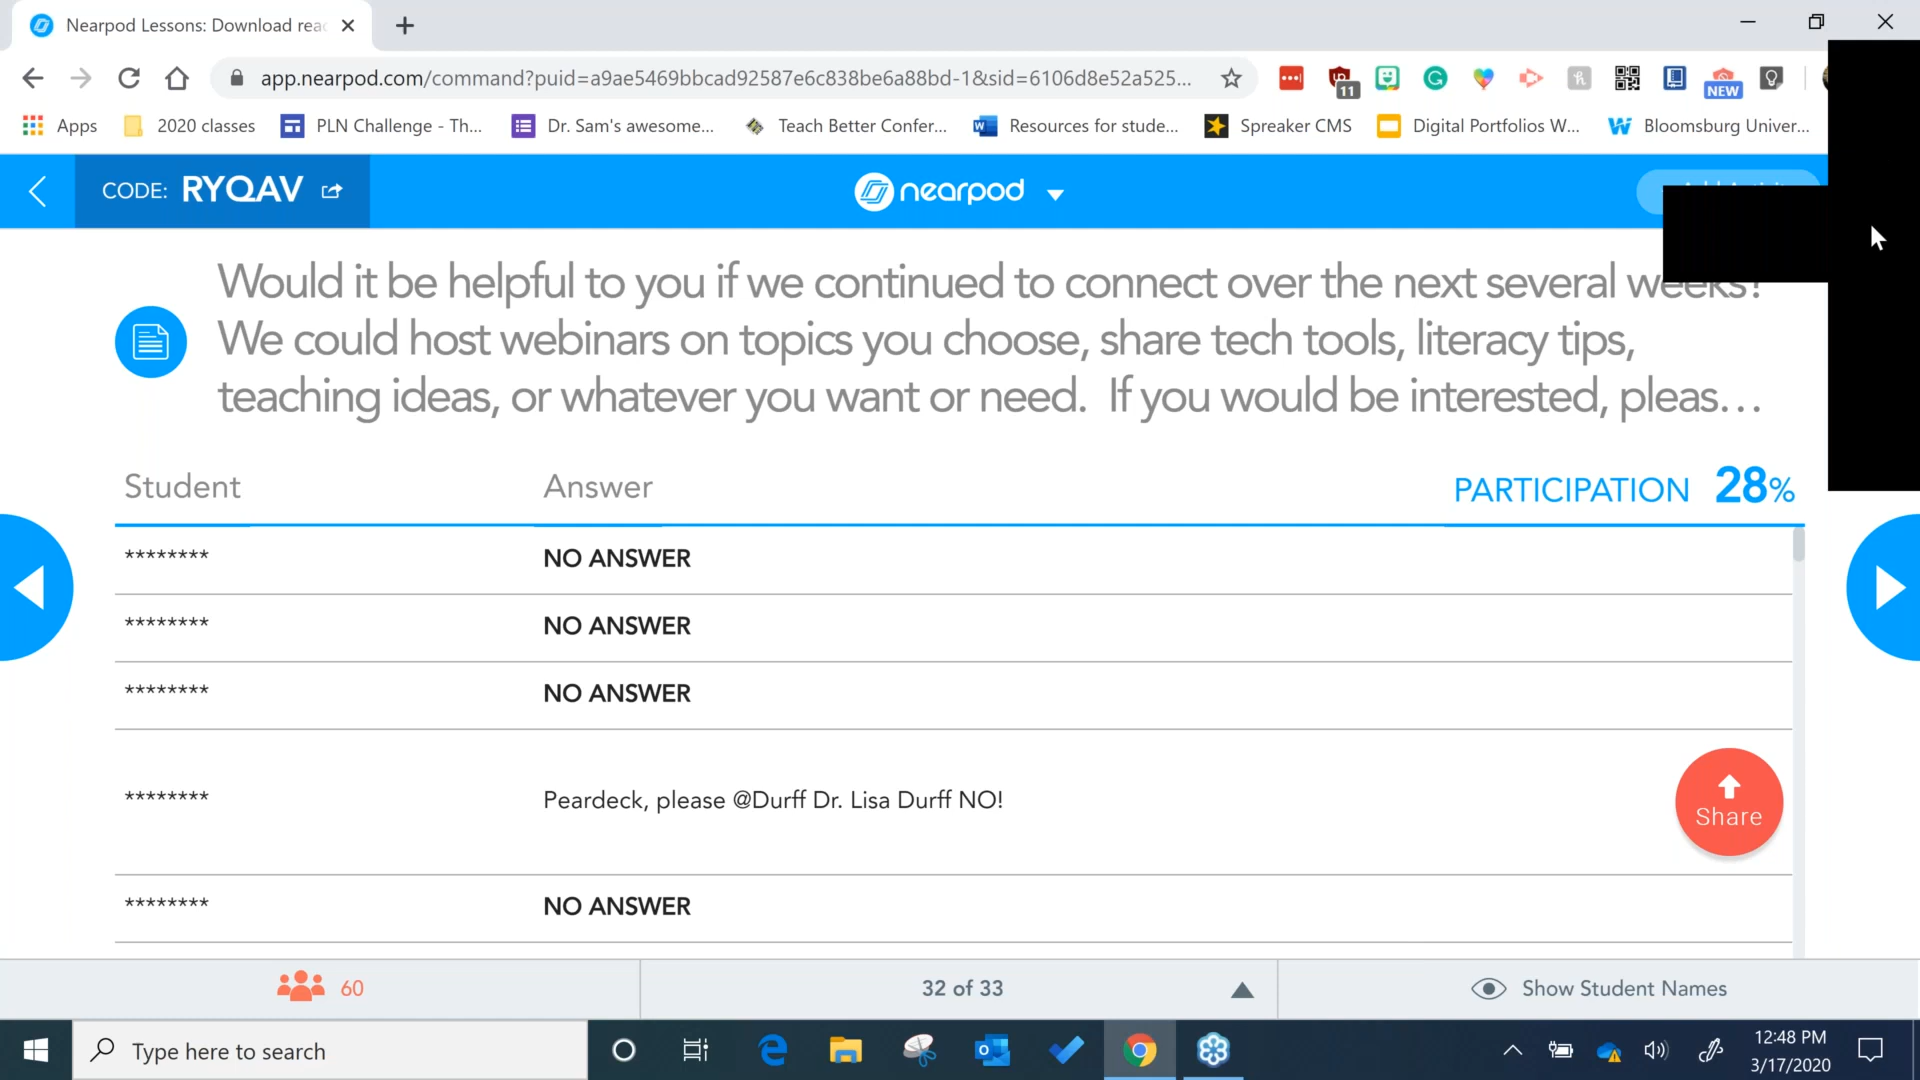 Nearpod Lessons: Download rea
app.nearpod.com/command?puid=a9ae5469bbcad92587e6c838be6a88bd-1&sid=6106d8e52a525...
11
NEW
Apps
2020 classes
PLN Challenge - Th...
Dr. Sam's awesome...
Teach Better Confer...
Resources for stude...
Spreaker CMS
Digital Portfolios W...
Bloomsburg Univer...
CODE: RYQAV
nearpod
Would it be helpful to you if we continued to connect over the next several weeks?
We could host webinars on topics you choose, share tech tools, literacy tips,
teaching ideas, or whatever you want or need. If you would be interested, pleas...
Student Answer PARTICIPATION 28%
******** NO ANSWER
******** NO ANSWER
******** NO ANSWER
******** Peardeck, please @Durff Dr. Lisa Durff NO!
Share
******** NO ANSWER
60
32 of 33
Show Student Names
Type here to search
12:48 PM
3/17/2020